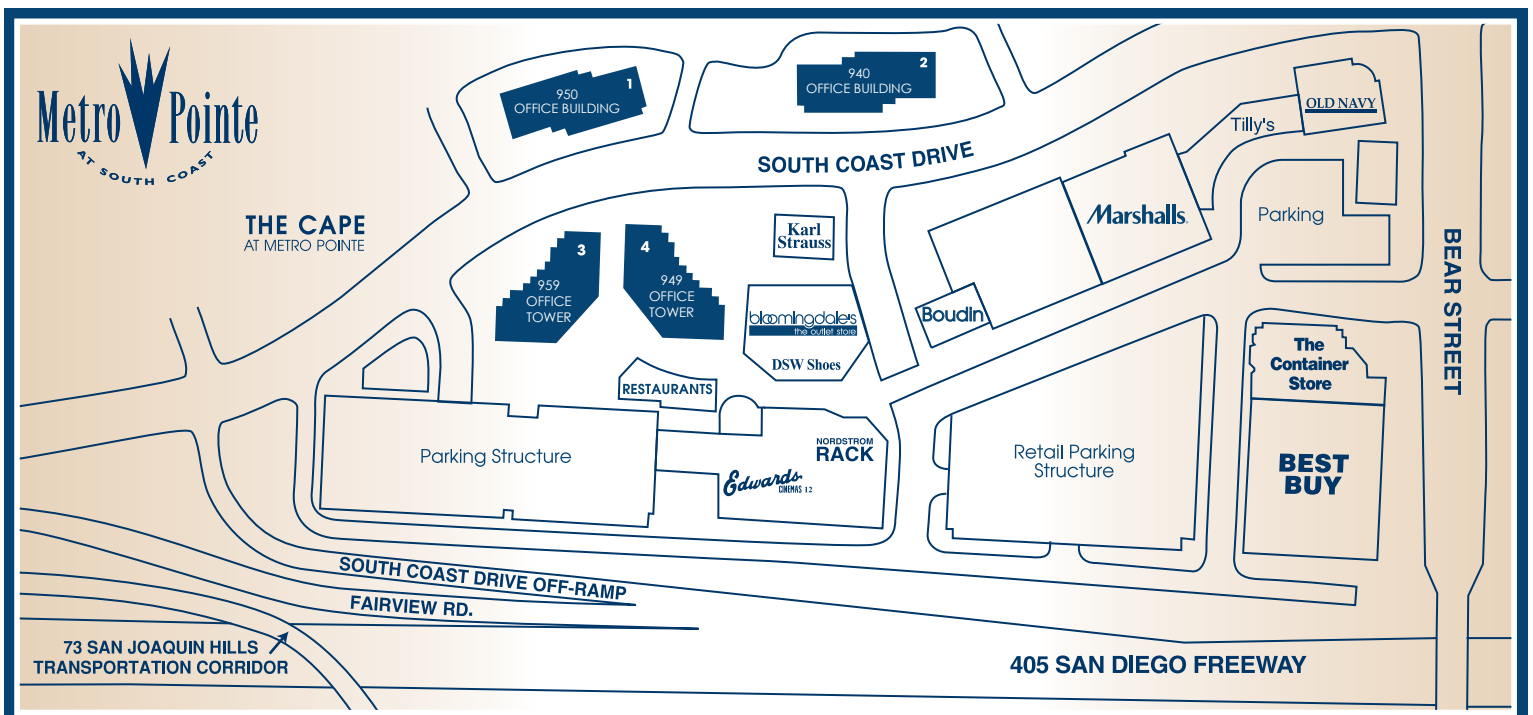 Metro Pointe
AT SOUTH COAST
1
950
OFFICE BUILDING
2
940
OFFICE BUILDING
OLD NAVY
Tilly's
SOUTH COAST DRIVE
THE CAPE
AT METRO POINTE
Marshalls.
Parking
Karl
Strauss
3
959
OFFICE
TOWER
4
949
OFFICE
TOWER
BEAR STREET
bloomingdale's
the outlet store
DSW Shoes
Boudin
The
Container
Store
RESTAURANTS
Parking Structure
NORDSTROM
RACK
Edwards
CINEMAS 12
Retail Parking
Structure
BEST
BUY
SOUTH COAST DRIVE OFF-RAMP
FAIRVIEW RD.
73 SAN JOAQUIN HILLS
TRANSPORTATION CORRIDOR
405 SAN DIEGO FREEWAY